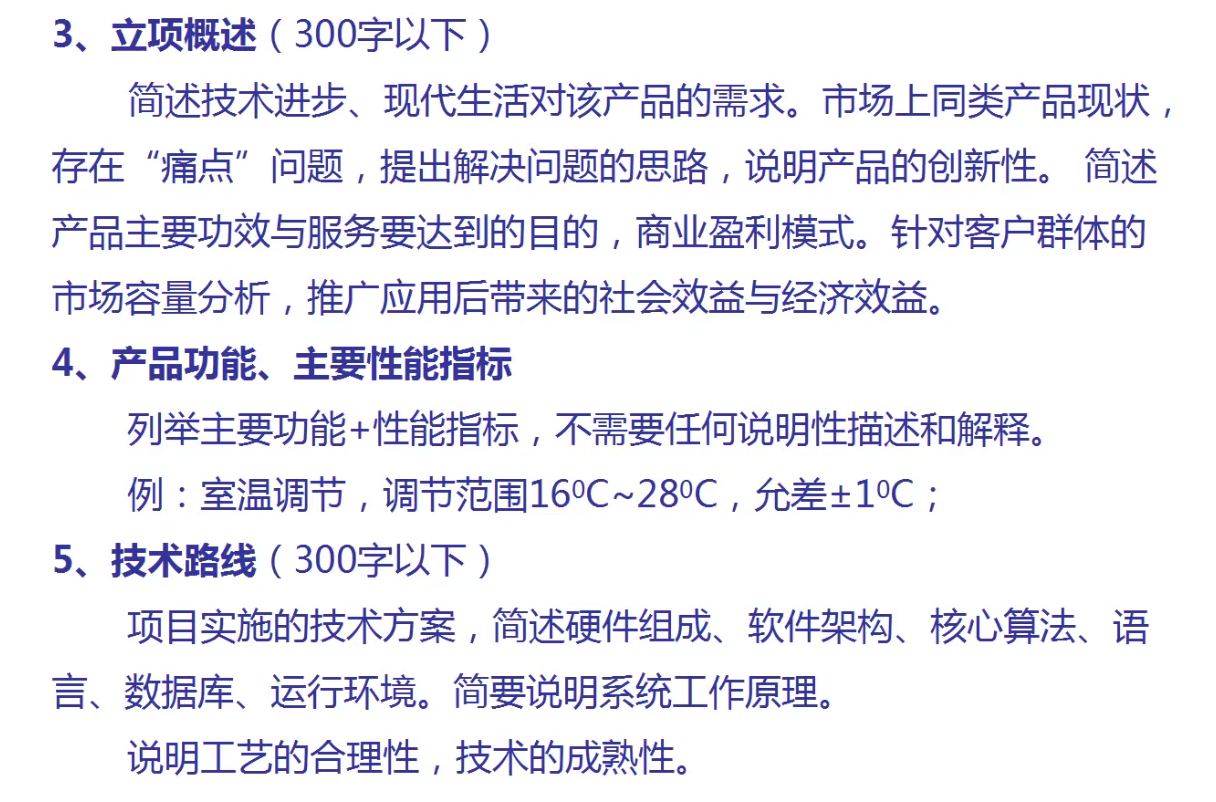 3、立项概述（300字以下）
简述技术进步、现代生活对该产品的需求。市场上同类产品现状，
存在“痛点”问题，提出解决问题的思路，说明产品的创新性。 简述
产品主要功效与服务要达到的目的，商业盈利模式。针对客户群体的
市场容量分析，推广应用后带来的社会效益与经济效益。
4、产品功能、主要性能指标
列举主要功能+性能指标，不需要任何说明性描述和解释。
例：室温调节，调节范围16⁰C~28⁰C，允差±1⁰C；
5、技术路线（300字以下）
项目实施的技术方案，简述硬件组成、软件架构、核心算法、语
言、数据库、运行环境。简要说明系统工作原理。
说明工艺的合理性，技术的成熟性。